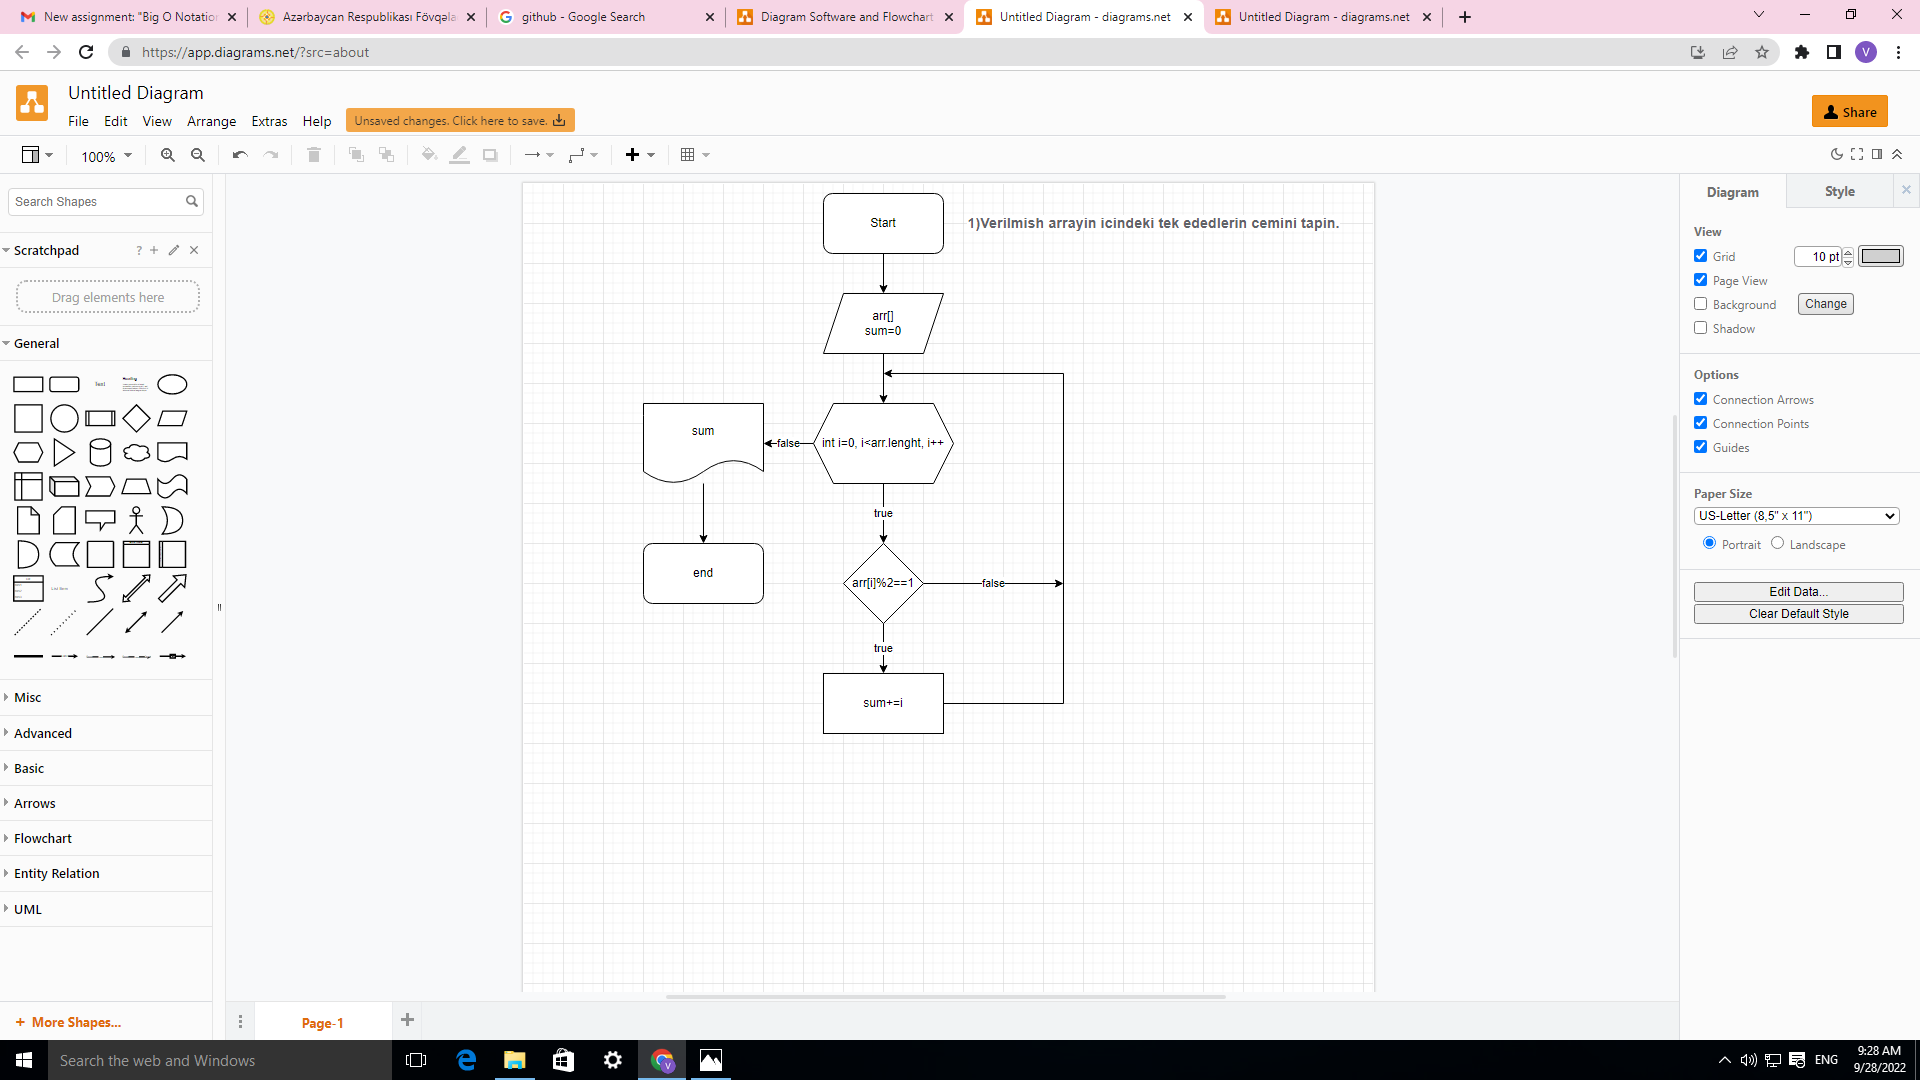 New assignment: "Big O Notation
Azərbaycan Respublikası Fövqəla
github - Google Search
Diagram Software and Flowchart
Untitled Diagram - diagrams.net
Untitled Diagram - diagrams.net
https://app.diagrams.net/?src=about
V
Untitled Diagram
File Edit View Arrange Extras Help
Unsaved changes. Click here to save.
Share
100%
Search Shapes
Scratchpad
?
Drag elements here
General
Text
Heading
Misc
Advanced
Basic
Arrows
Flowchart
Entity Relation
UML
+ More Shapes...
Start
1)Verilmish arrayin icindeki tek ededlerin cemini tapin.
arr[]
sum=0
sum
false
int i=0, i<arr.lenght, i++
true
end
arr[i]%2==1
false
true
sum+=i
Page-1
Diagram
Style
View
Grid
10 pt
Page View
Background
Change
Shadow
Options
Connection Arrows
Connection Points
Guides
Paper Size
US-Letter (8,5" x 11")
Portrait
Landscape
Edit Data...
Clear Default Style
Search the web and Windows
V
ENG
9:28 AM
9/28/2022